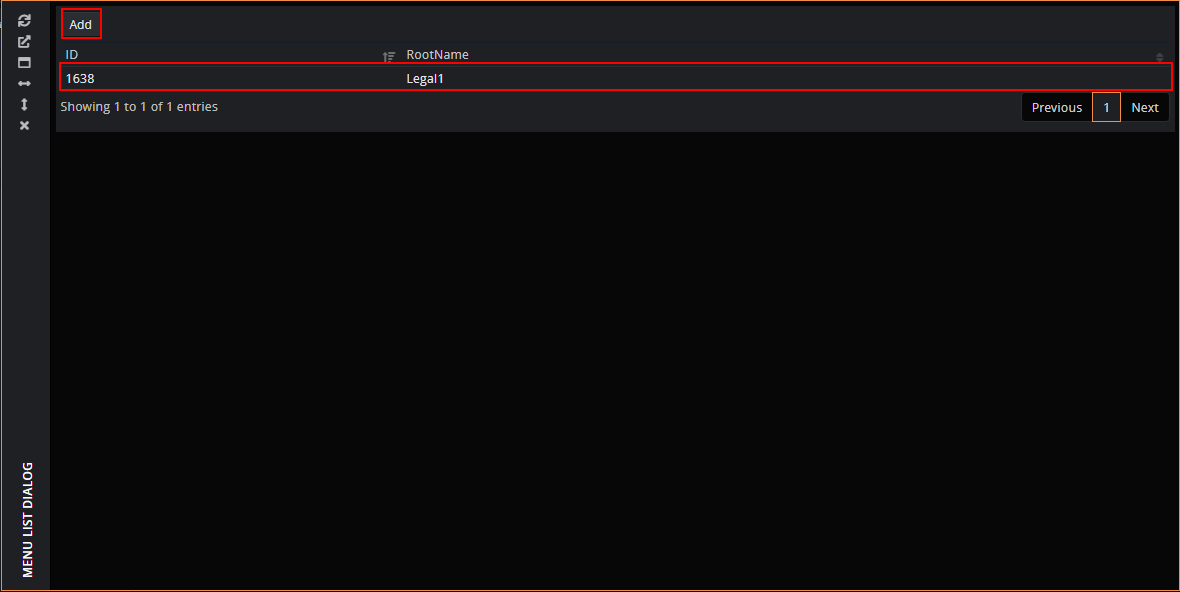 Add
ID RootName
1638 Legal1
Showing 1 to 1 of 1 entries Previous 1 Next
MENU LIST DIALOG